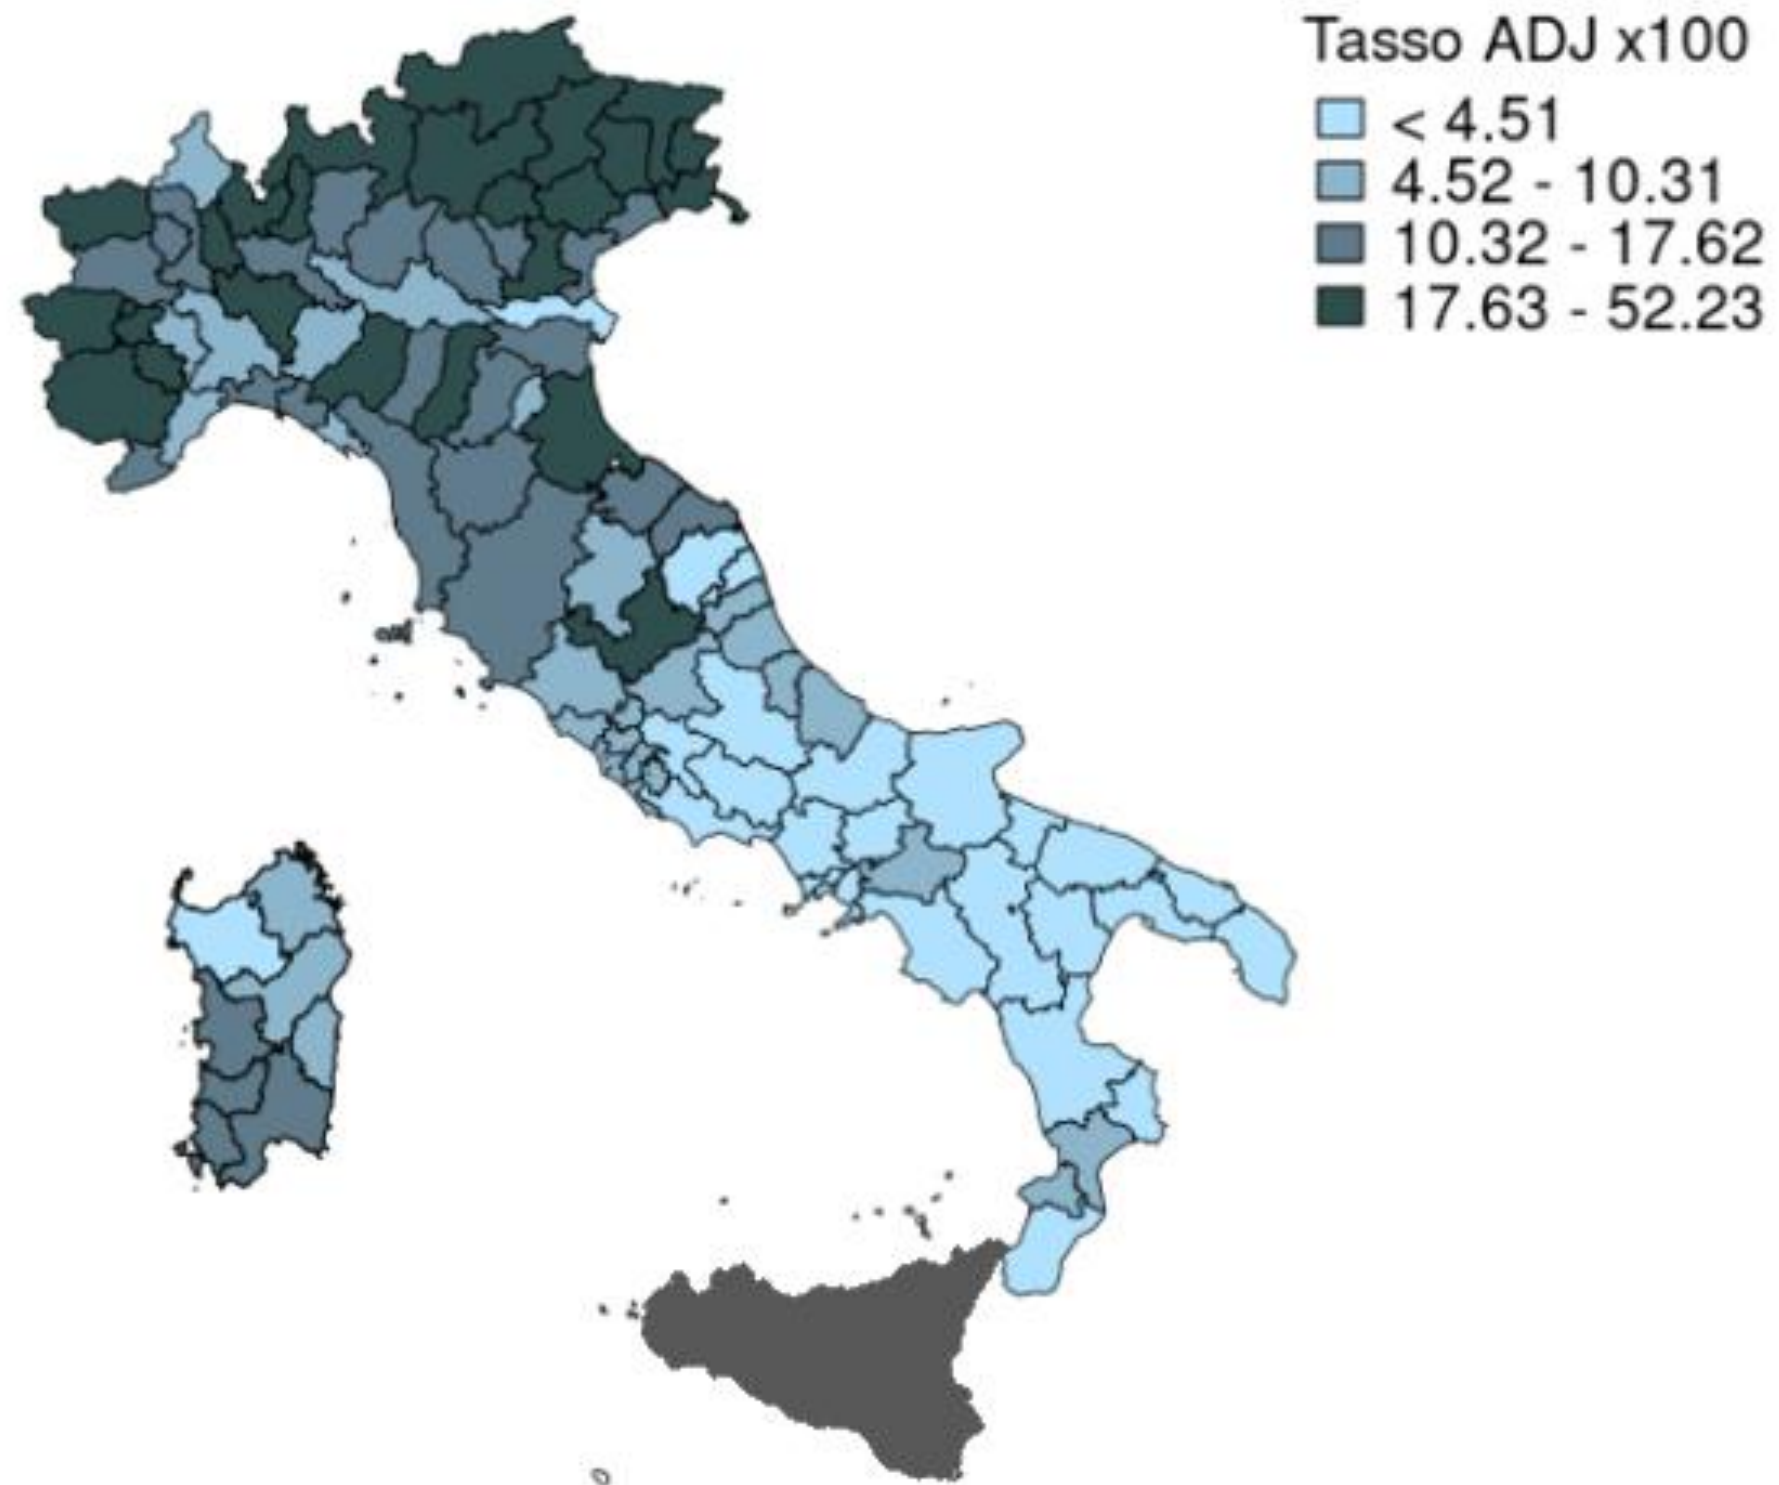 Tasso ADJ x100
< 4.51
4.52 - 10.31
10.32 - 17.62
17.63 - 52.23